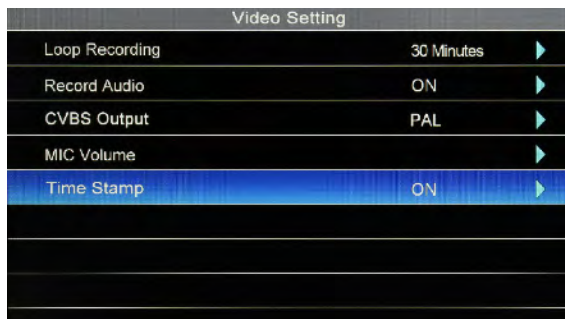 Video Setting
Loop Recording 30 Minutes
Record Audio ON
CVBS Output PAL
MIC Volume
Time Stamp ON